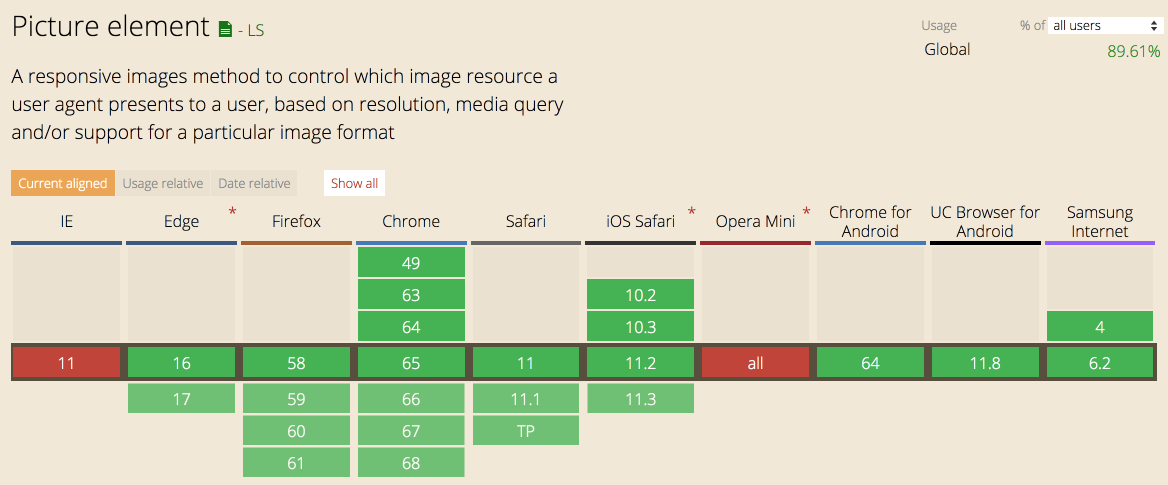 Picture element - LS
Usage % of all users
Global 89.61%
A responsive images method to control which image resource a
user agent presents to a user, based on resolution, media query
and/or support for a particular image format
Current aligned Usage relative Date relative Show all
IE Edge * Firefox Chrome Safari iOS Safari * Opera Mini * Chrome for Android UC Browser for Android Samsung Internet
49
63 10.2
64 10.3 4
11 16 58 65 11 11.2 all 64 11.8 6.2
17 59 66 11.1 11.3
60 67 TP
61 68